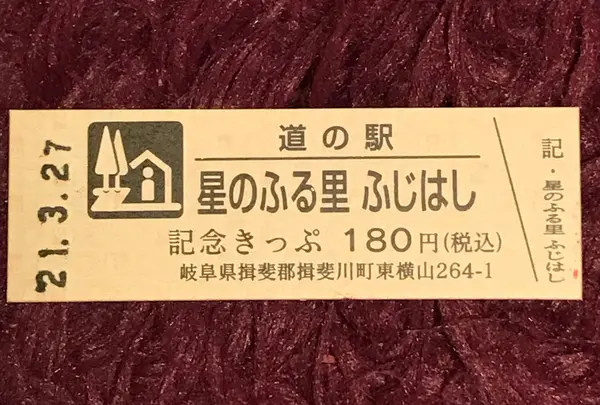 21.3.27
道の駅
星のふる里 ふじはし
記念きっぷ 180円(税込)
岐阜県揖斐郡揖斐川町東横山264-1
記・星のふる里 ふじはし